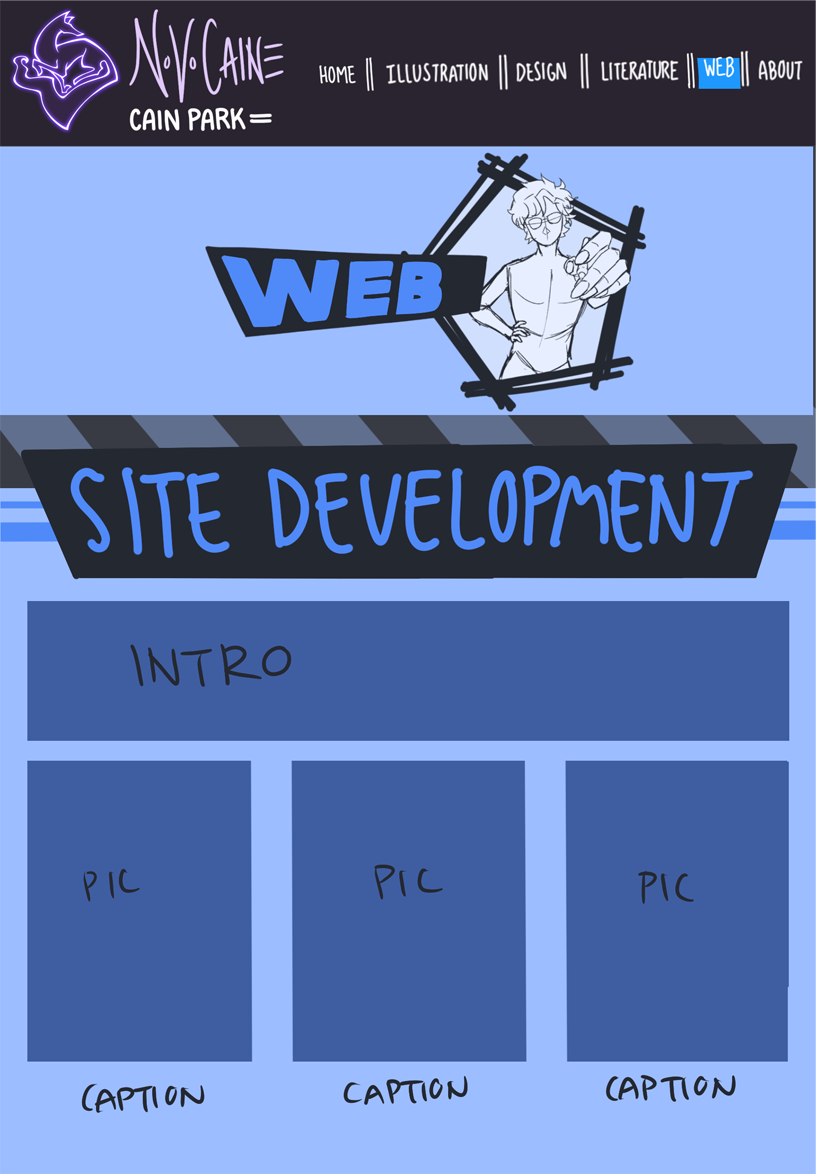 NOVOCAINE
CAIN PARK=
HOME || ILLUSTRATION || DESIGN || LITERATURE || WEB || ABOUT
WEB
SITE DEVELOPMENT
INTRO
PIC PIC PIC
CAPTION CAPTION CAPTION